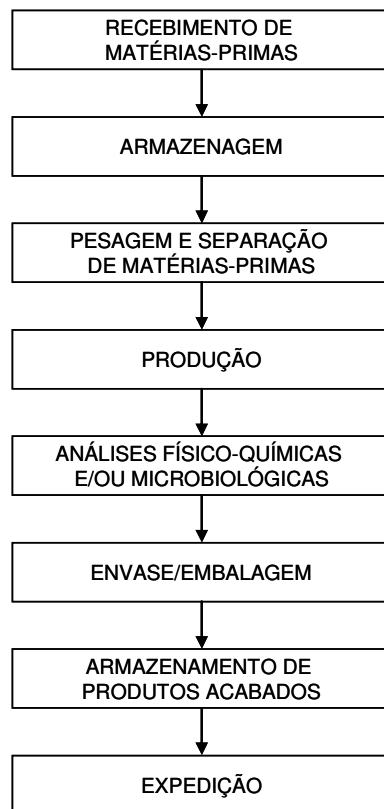 RECEBIMENTO DE
MATÉRIAS-PRIMAS
ARMAZENAGEM
PESAGEM E SEPARAÇÃO
DE MATÉRIAS-PRIMAS
PRODUÇÃO
ANÁLISES FÍSICO-QUÍMICAS
E/OU MICROBIOLÓGICAS
ENVASE/EMBALAGEM
ARMAZENAMENTO DE
PRODUTOS ACABADOS
EXPEDIÇÃO